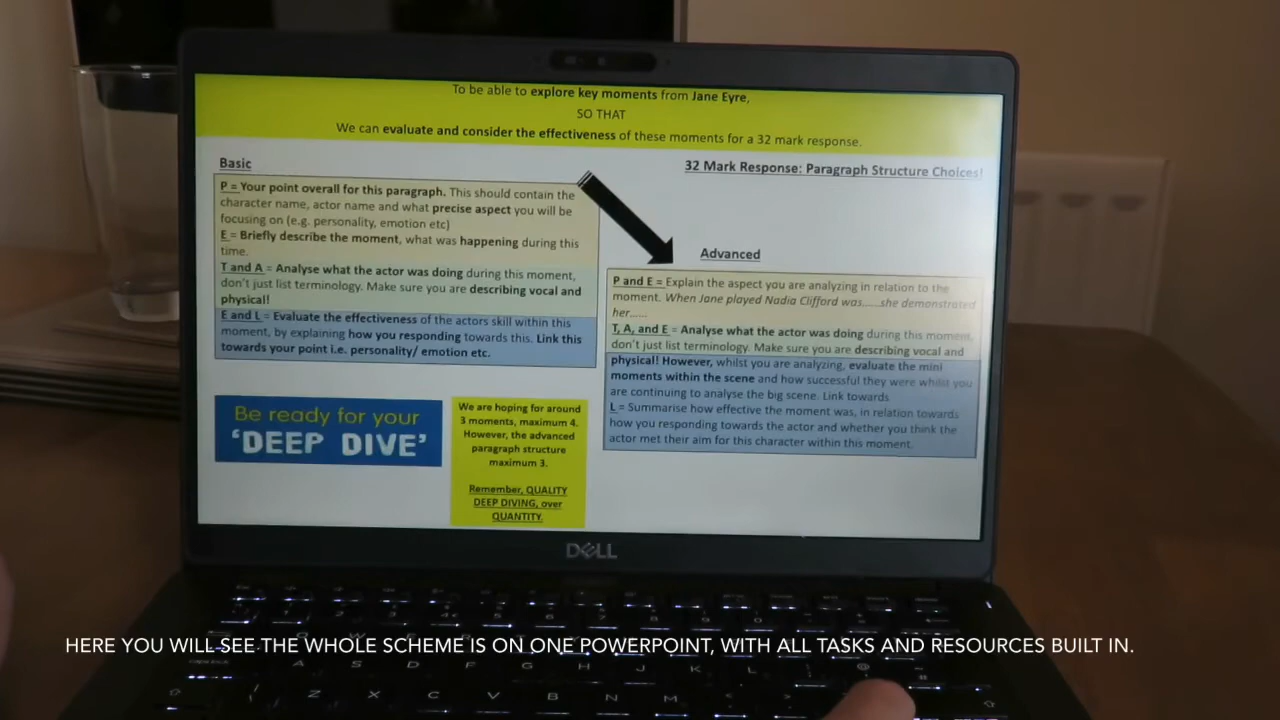 To be able to explore key moments from Jane Eyre,
SO THAT
We can evaluate and consider the effectiveness of these moments for a 32 mark response.
Basic
32 Mark Response: Paragraph Structure Choices!
P = Your point overall for this paragraph. This should contain the
character name, actor name and what precise aspect you will be
focusing on (e.g. personality, emotion etc)
E = Briefly describe the moment, what was happening during this
time.
T and A = Analyse what the actor was doing during this moment,
don't just list terminology. Make sure you are describing vocal and
physical!
E and L = Evaluate the effectiveness of the actors skill within this
moment, by explaining how you responding towards this. Link this
towards your point i.e. personality/ emotion etc.
Advanced
P and E = Explain the aspect you are analyzing in relation to the
moment. When Jane played Nadia Clifford was......she demonstrated
her......
T, A, and E = Analyse what the actor was doing during this moment,
don't just list terminology. Make sure you are describing vocal and
physical! However, whilst you are analyzing, evaluate the mini
moments within the scene and how successful they were whilst you
are continuing to analyse the big scene. Link towards
L = Summarise how effective the moment was, in relation towards
how you responding towards the actor and whether you think the
actor met their aim for this character within this moment.
Be ready for your
'DEEP DIVE'
We are hoping for around
3 moments, maximum 4.
However, the advanced
paragraph structure
maximum 3.
Remember, QUALITY
DEEP DIVING, over
QUANTITY.
DELL
HERE YOU WILL SEE THE WHOLE SCHEME IS ON ONE POWERPOINT, WITH ALL TASKS AND RESOURCES BUILT IN.
A S D F G H J K L
Z X C V B N M